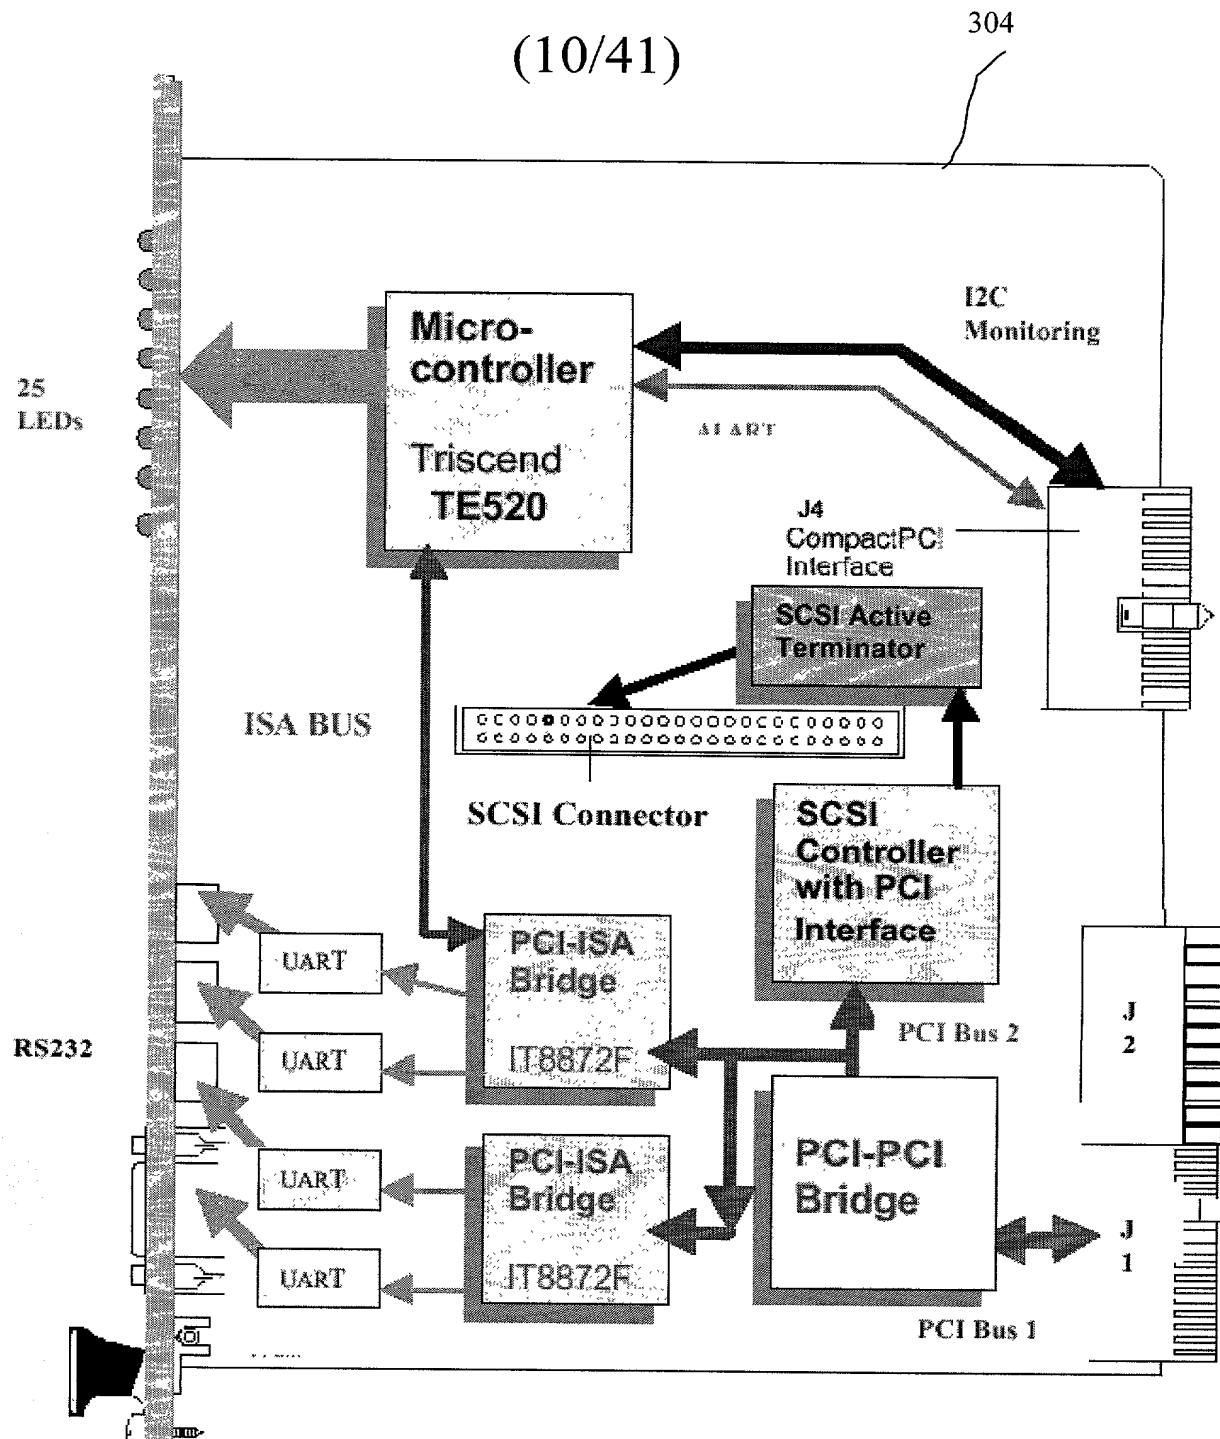 304
(10/41)
I2C
Monitoring
Micro-
controller
Triscend
TE520
25
LEDs
ALART
J4
CompactPCI
Interface
SCSI Active
Terminator
ISA BUS
SCSI Connector
SCSI
Controller
with PCI
Interface
PCI-ISA
Bridge
IT8872F
UART
UART
RS232
PCI Bus 2
J
2
PCI-ISA
Bridge
IT8872F
UART
UART
PCI-PCI
Bridge
J
1
PCI Bus 1